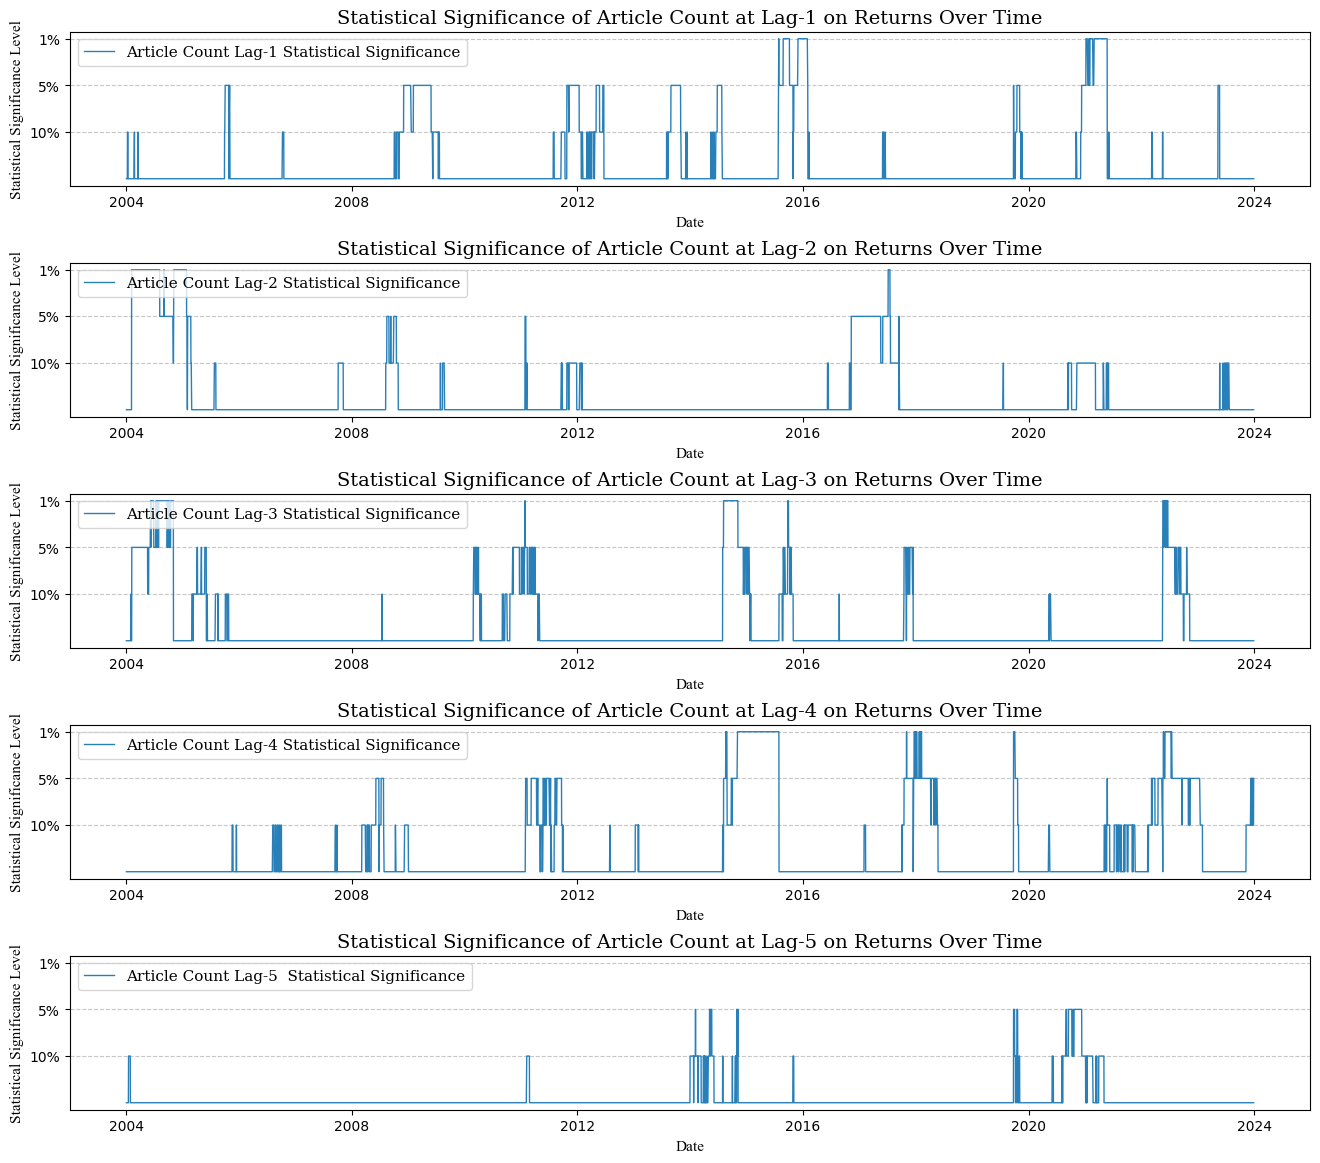 Statistical Significance of Article Count at Lag-1 on Returns Over Time
Statistical Significance Level
1%
5%
10%
Article Count Lag-1 Statistical Significance
2004 2008 2012 2016 2020 2024
Date
Statistical Significance of Article Count at Lag-2 on Returns Over Time
Statistical Significance Level
1%
5%
10%
Article Count Lag-2 Statistical Significance
2004 2008 2012 2016 2020 2024
Date
Statistical Significance of Article Count at Lag-3 on Returns Over Time
Statistical Significance Level
1%
5%
10%
Article Count Lag-3 Statistical Significance
2004 2008 2012 2016 2020 2024
Date
Statistical Significance of Article Count at Lag-4 on Returns Over Time
Statistical Significance Level
1%
5%
10%
Article Count Lag-4 Statistical Significance
2004 2008 2012 2016 2020 2024
Date
Statistical Significance of Article Count at Lag-5 on Returns Over Time
Statistical Significance Level
1%
5%
10%
Article Count Lag-5  Statistical Significance
2004 2008 2012 2016 2020 2024
Date